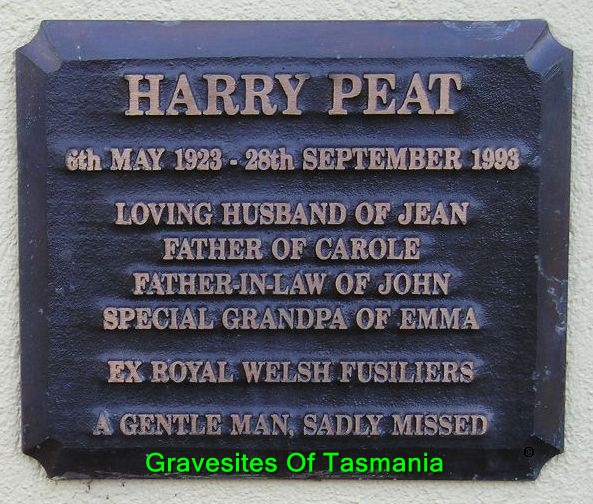 HARRY PEAT
6th MAY 1923 - 28th SEPTEMBER 1993
LOVING HUSBAND OF JEAN
FATHER OF CAROLE
FATHER-IN-LAW OF JOHN
SPECIAL GRANDPA OF EMMA
EX ROYAL WELSH FUSILIERS
A GENTLE MAN, SADLY MISSED
©
Gravesites Of Tasmania